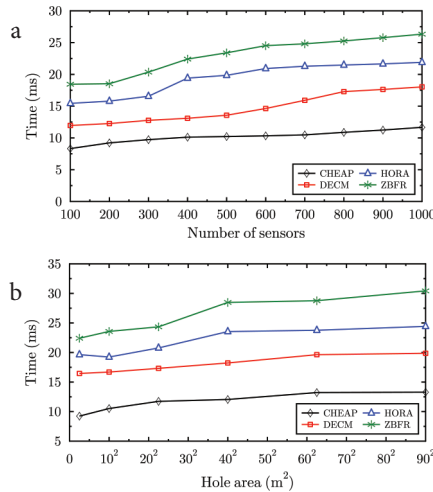 a
30
25
20
15
10
5
0
Time (ms)
100 200 300 400 500 600 700 800 900 1000
Number of sensors
CHEAP HORA
DECM ZBFR
b
35
30
25
20
15
10
5
Time (ms)
0 10² 20² 30² 40² 50² 60² 70² 80² 90²
Hole area (m²)
CHEAP HORA
DECM ZBFR